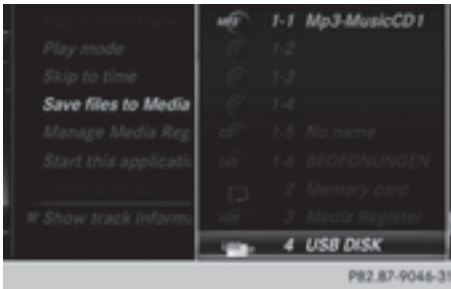 Play mode
Skip to time
Save files to Media
Manage Media Reg
Start this applicatio
Show track Informa
MP3 1-1 Mp3-MusicCD1
1-2
1-3
1-4
1-5 No name
1-6 BEGEGNUNGEN
2 Memory card
3 Media Register
4 USB DISK
P82.87-9046-31